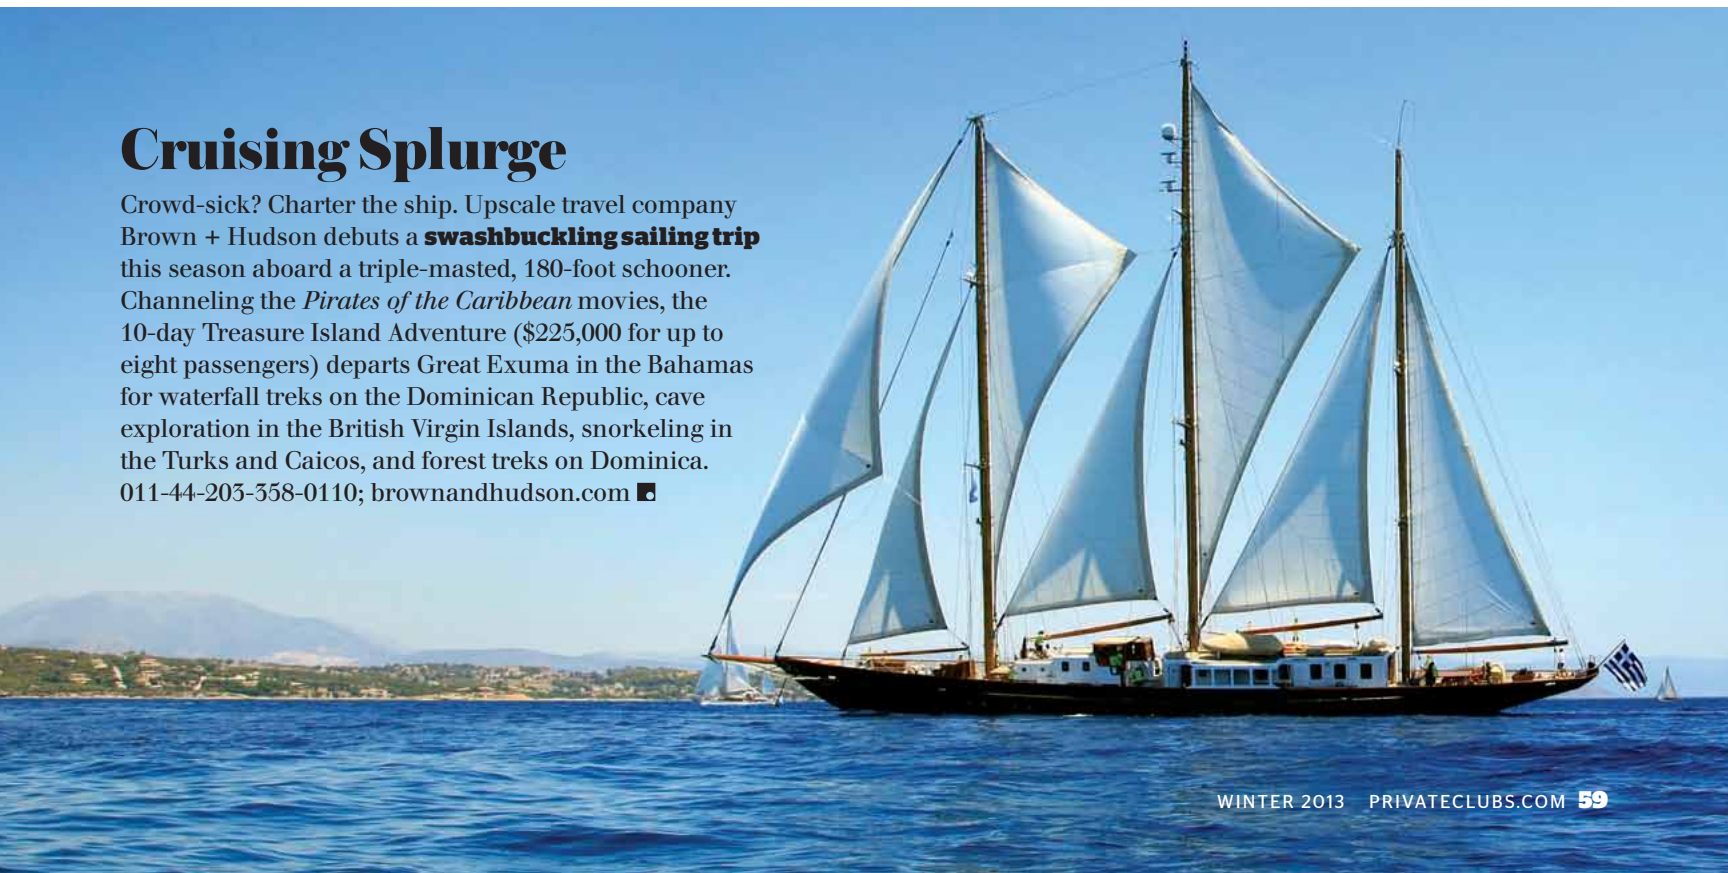 Cruising Splurge
Crowd-sick? Charter the ship. Upscale travel company
Brown + Hudson debuts a swashbuckling sailing trip
this season aboard a triple-masted, 180-foot schooner.
Channeling the Pirates of the Caribbean movies, the
10-day Treasure Island Adventure ($225,000 for up to
eight passengers) departs Great Exuma in the Bahamas
for waterfall treks on the Dominican Republic, cave
exploration in the British Virgin Islands, snorkeling in
the Turks and Caicos, and forest treks on Dominica.
011-44-203-358-0110; brownandhudson.com
WINTER 2013 PRIVATECLUBS.COM 59